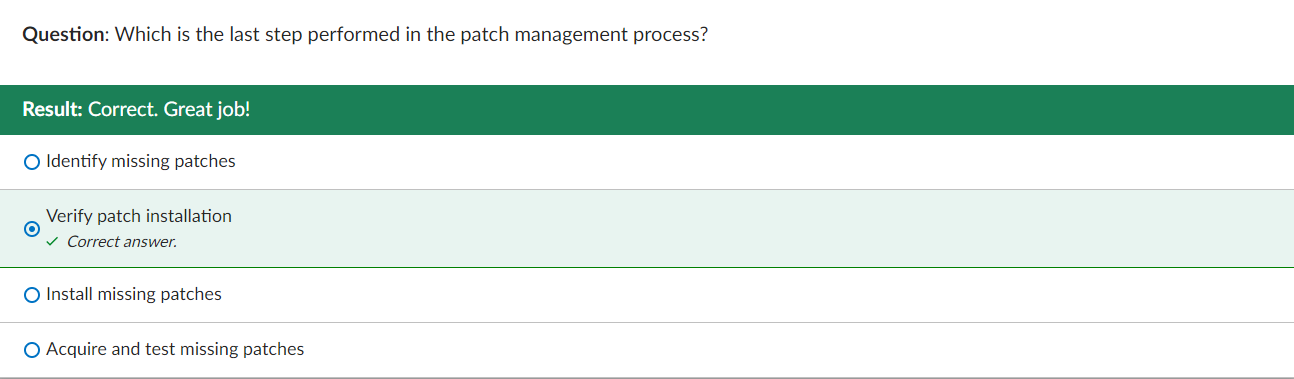 Question: Which is the last step performed in the patch management process?
Result: Correct. Great job!
Identify missing patches
Verify patch installation
✓ Correct answer.
Install missing patches
Acquire and test missing patches